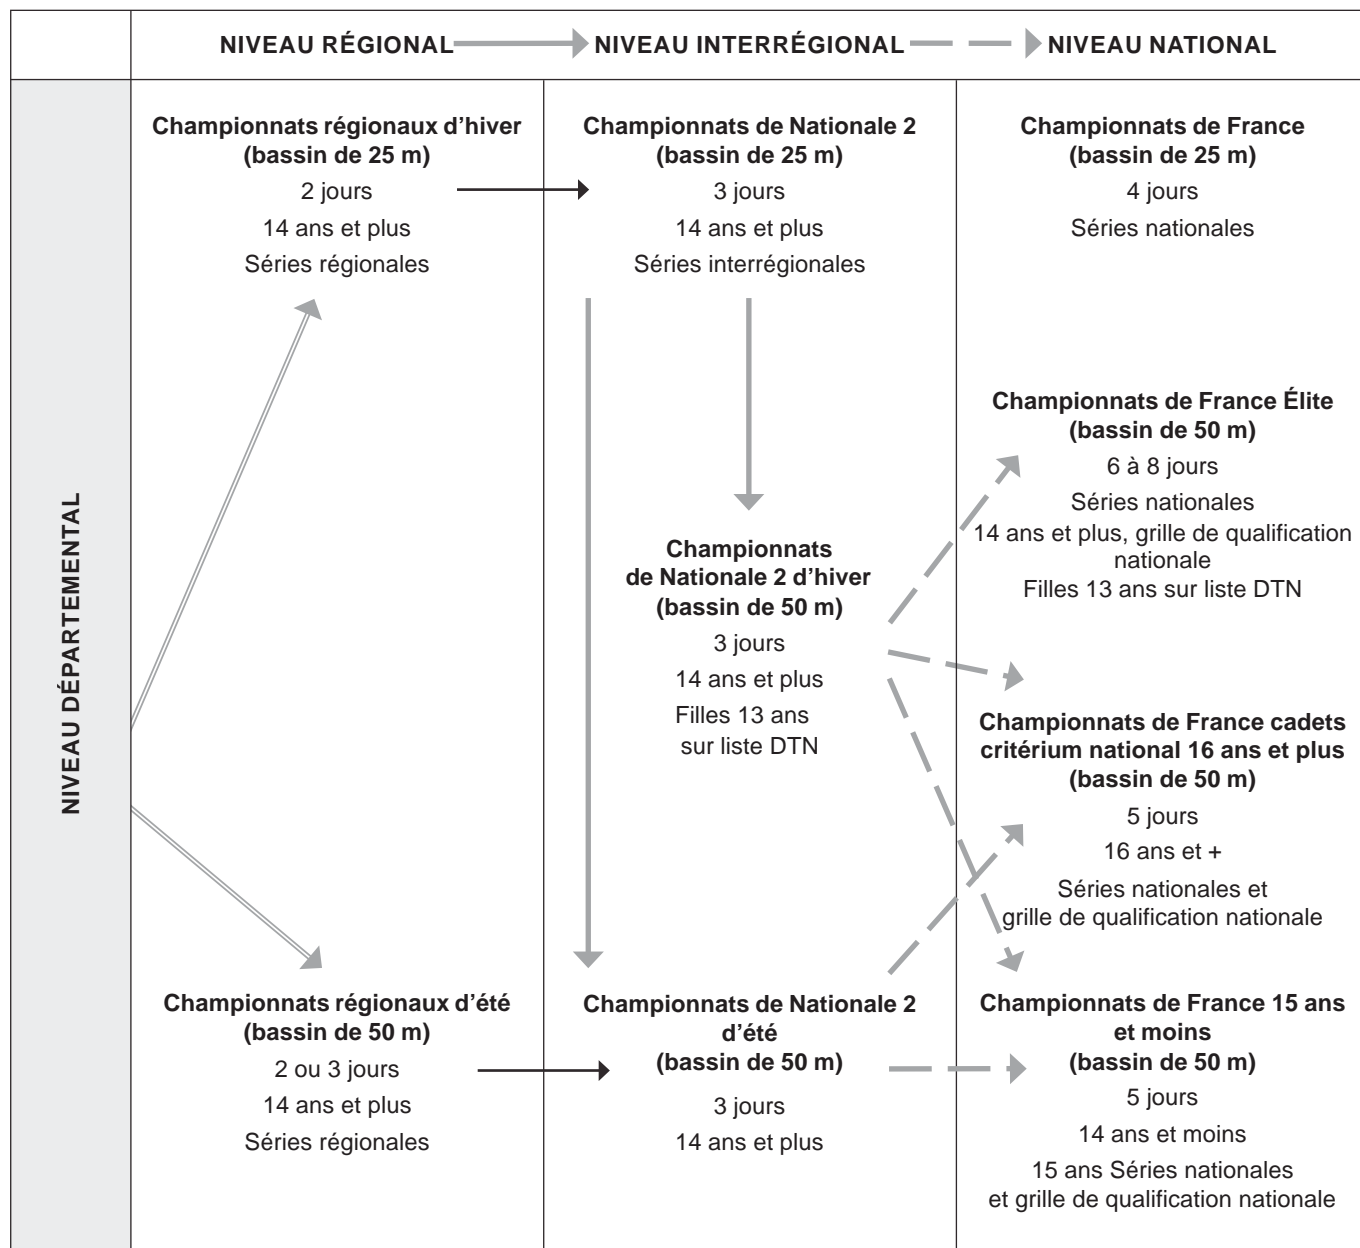 NIVEAU RÉGIONAL
NIVEAU INTERRÉGIONAL
NIVEAU NATIONAL
NIVEAU DÉPARTEMENTAL
Championnats régionaux d'hiver
(bassin de 25 m)
2 jours
14 ans et plus
Séries régionales
Championnats régionaux d'été
(bassin de 50 m)
2 ou 3 jours
14 ans et plus
Séries régionales
Championnats de Nationale 2
(bassin de 25 m)
3 jours
14 ans et plus
Séries interrégionales
Championnats
de Nationale 2 d'hiver
(bassin de 50 m)
3 jours
14 ans et plus
Filles 13 ans
sur liste DTN
Championnats de Nationale 2
d'été
(bassin de 50 m)
3 jours
14 ans et plus
Championnats de France
(bassin de 25 m)
4 jours
Séries nationales
Championnats de France Élite
(bassin de 50 m)
6 à 8 jours
Séries nationales
14 ans et plus, grille de qualification
nationale
Filles 13 ans sur liste DTN
Championnats de France cadets
critérium national 16 ans et plus
(bassin de 50 m)
5 jours
16 ans et +
Séries nationales et
grille de qualification nationale
Championnats de France 15 ans
et moins
(bassin de 50 m)
5 jours
14 ans et moins
15 ans Séries nationales
et grille de qualification nationale